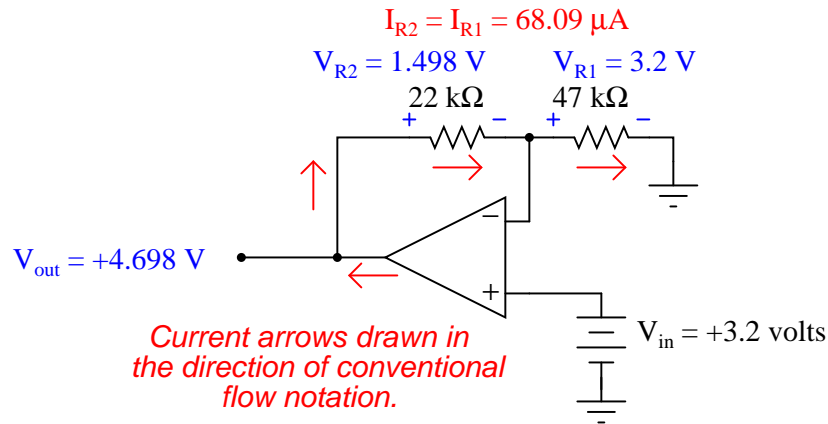 I_R2 = I_R1 = 68.09 μA
V_R2 = 1.498 V V_R1 = 3.2 V
22 kΩ 47 kΩ
+ − + −
−
V_out = +4.698 V
+
V_in = +3.2 volts
Current arrows drawn in
the direction of conventional
flow notation.